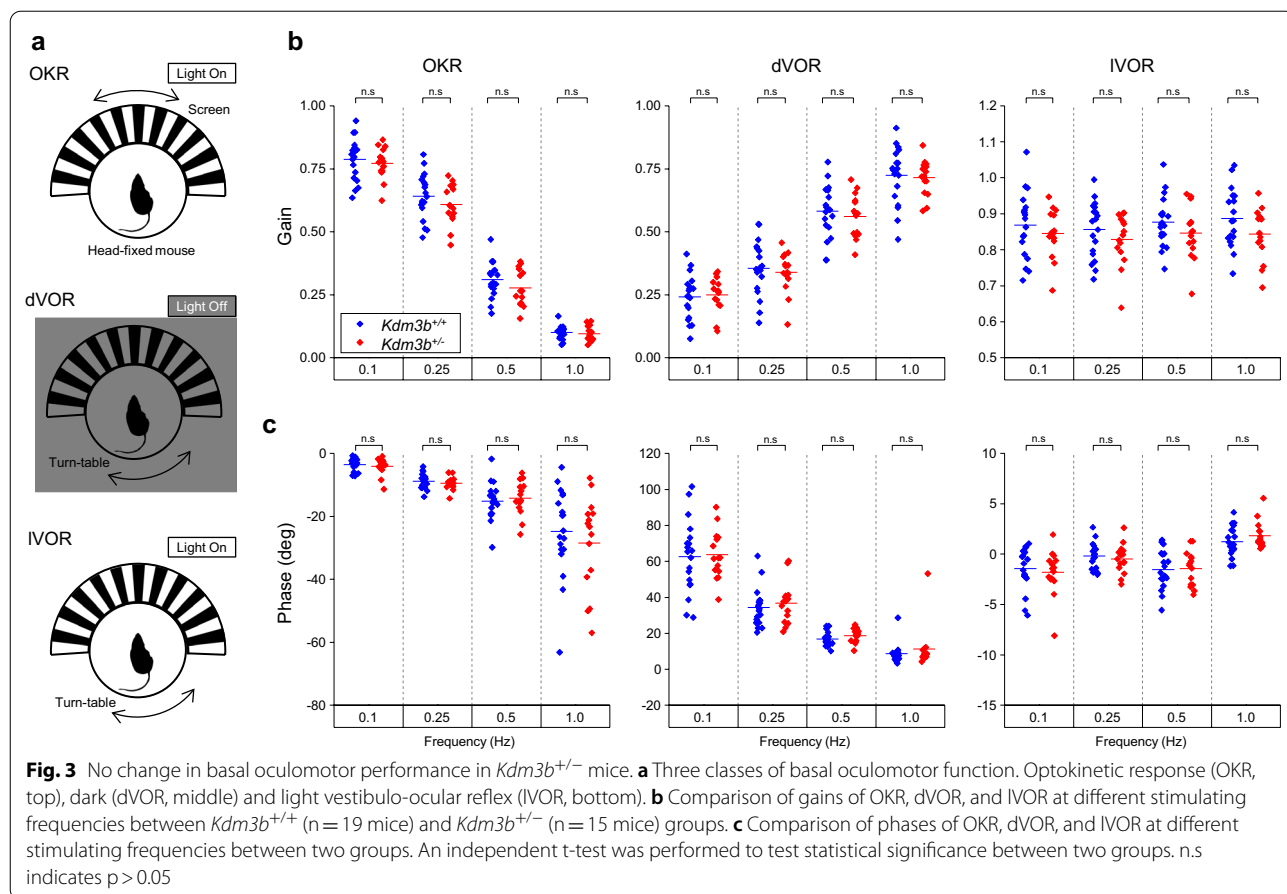 a
OKR
Light On
Screen
Head-fixed mouse
dVOR
Light Off
Turn-table
lVOR
Light On
Turn-table
b
OKR dVOR lVOR
n.s n.s n.s n.s n.s n.s n.s n.s n.s n.s n.s n.s
Gain
1.00
0.75
0.50
0.25
0.00
Kdm3b+/+
Kdm3b+/-
0.1 0.25 0.5 1.0
1.00
0.75
0.50
0.25
0.00
0.1 0.25 0.5 1.0
1.2
1.1
1.0
0.9
0.8
0.7
0.6
0.5
0.1 0.25 0.5 1.0
c
n.s n.s n.s n.s n.s n.s n.s n.s n.s n.s n.s n.s
Phase (deg)
0
-20
-40
-60
-80
0.1 0.25 0.5 1.0
Frequency (Hz)
120
100
80
60
40
20
0
-20
0.1 0.25 0.5 1.0
Frequency (Hz)
10
5
0
-5
-10
-15
0.1 0.25 0.5 1.0
Frequency (Hz)
Fig. 3 No change in basal oculomotor performance in Kdm3b+/− mice. a Three classes of basal oculomotor function. Optokinetic response (OKR,
top), dark (dVOR, middle) and light vestibulo-ocular reflex (lVOR, bottom). b Comparison of gains of OKR, dVOR, and lVOR at different stimulating
frequencies between Kdm3b+/+ (n = 19 mice) and Kdm3b+/− (n = 15 mice) groups. c Comparison of phases of OKR, dVOR, and lVOR at different
stimulating frequencies between two groups. An independent t-test was performed to test statistical significance between two groups. n.s
indicates p > 0.05